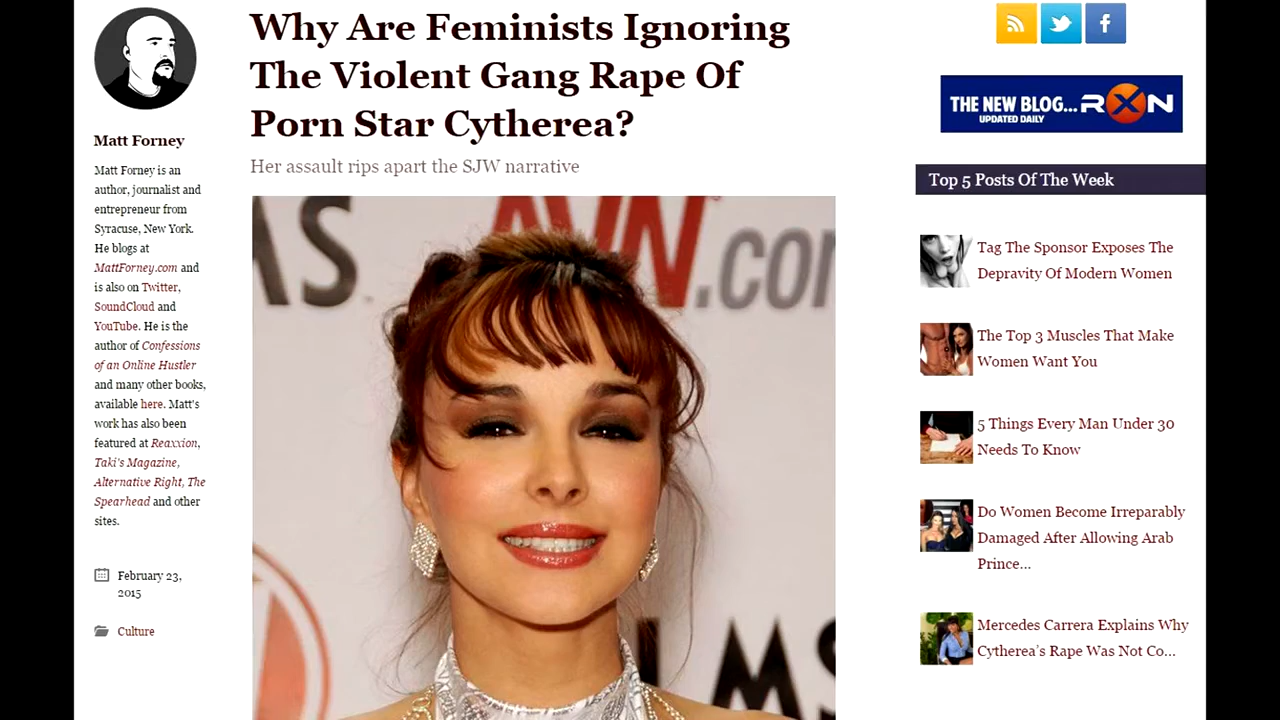 Why Are Feminists Ignoring
The Violent Gang Rape Of
Porn Star Cytherea?
Her assault rips apart the SJW narrative
Matt Forney
Matt Forney is an
author, journalist and
entrepreneur from
Syracuse, New York.
He blogs at
MattForney.com and
is also on Twitter,
SoundCloud and
YouTube. He is the
author of Confessions
of an Online Hustler
and many other books,
available here. Matt's
work has also been
featured at Reaxxion,
Taki's Magazine,
Alternative Right, The
Spearhead and other
sites.
February 23,
2015
Culture
AS.
AVN.com
LMS
THE NEW BLOG... RXN
UPDATED DAILY
Top 5 Posts Of The Week
Tag The Sponsor Exposes The
Depravity Of Modern Women
The Top 3 Muscles That Make
Women Want You
5 Things Every Man Under 30
Needs To Know
Do Women Become Irreparably
Damaged After Allowing Arab
Prince...
Mercedes Carrera Explains Why
Cytherea's Rape Was Not Co...